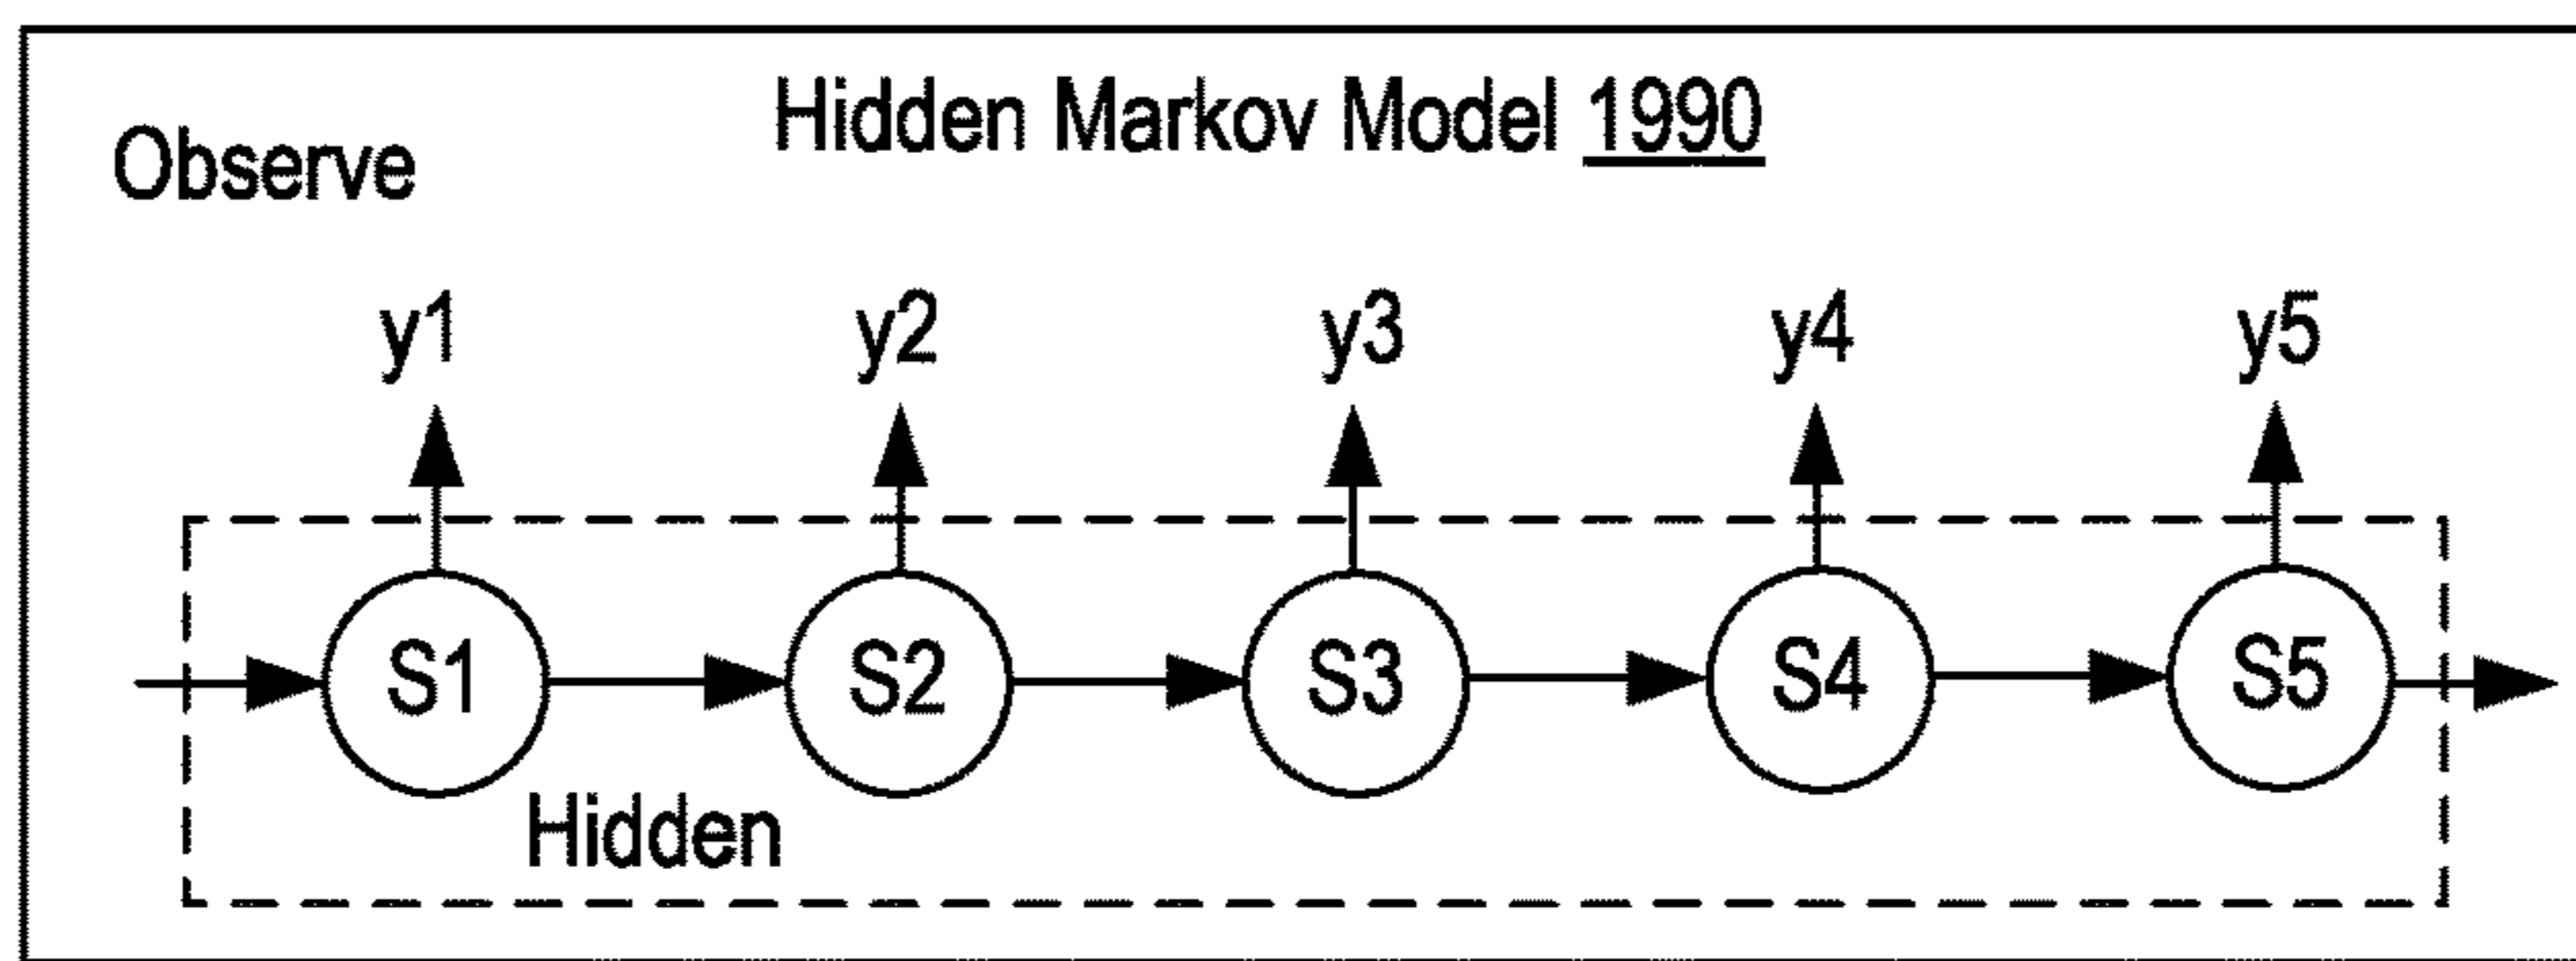 Hidden Markov Model 1990
Observe
y1 y2 y3 y4 y5
S1 S2 S3 S4 S5
Hidden